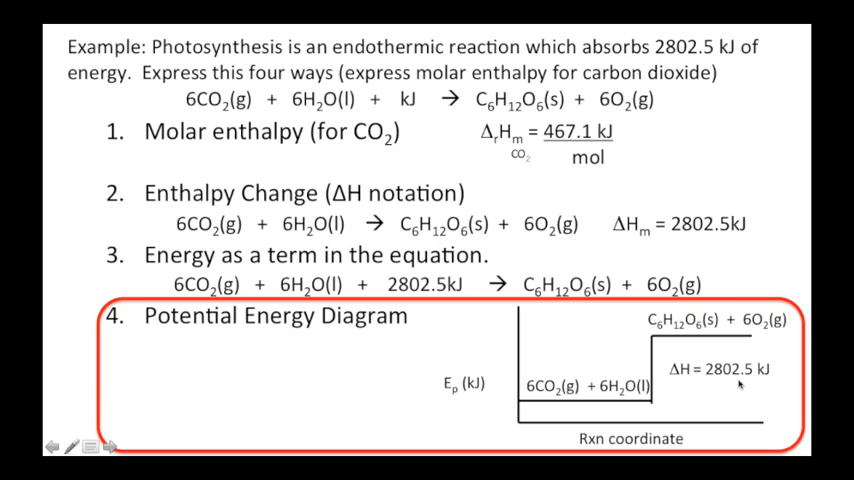 Example: Photosynthesis is an endothermic reaction which absorbs 2802.5 kJ of
energy. Express this four ways (express molar enthalpy for carbon dioxide)
6CO₂(g) + 6H₂O(l) + kJ → C₆H₁₂O₆(s) + 6O₂(g)
1. Molar enthalpy (for CO₂) ΔᵣHₘ = 467.1 kJ
CO₂ mol
2. Enthalpy Change (ΔH notation)
6CO₂(g) + 6H₂O(l) → C₆H₁₂O₆(s) + 6O₂(g) ΔHₘ = 2802.5kJ
3. Energy as a term in the equation.
6CO₂(g) + 6H₂O(l) + 2802.5kJ → C₆H₁₂O₆(s) + 6O₂(g)
4. Potential Energy Diagram
C₆H₁₂O₆(s) + 6O₂(g)
ΔH = 2802.5 kJ
Eₚ (kJ) 6CO₂(g) + 6H₂O(l)
Rxn coordinate